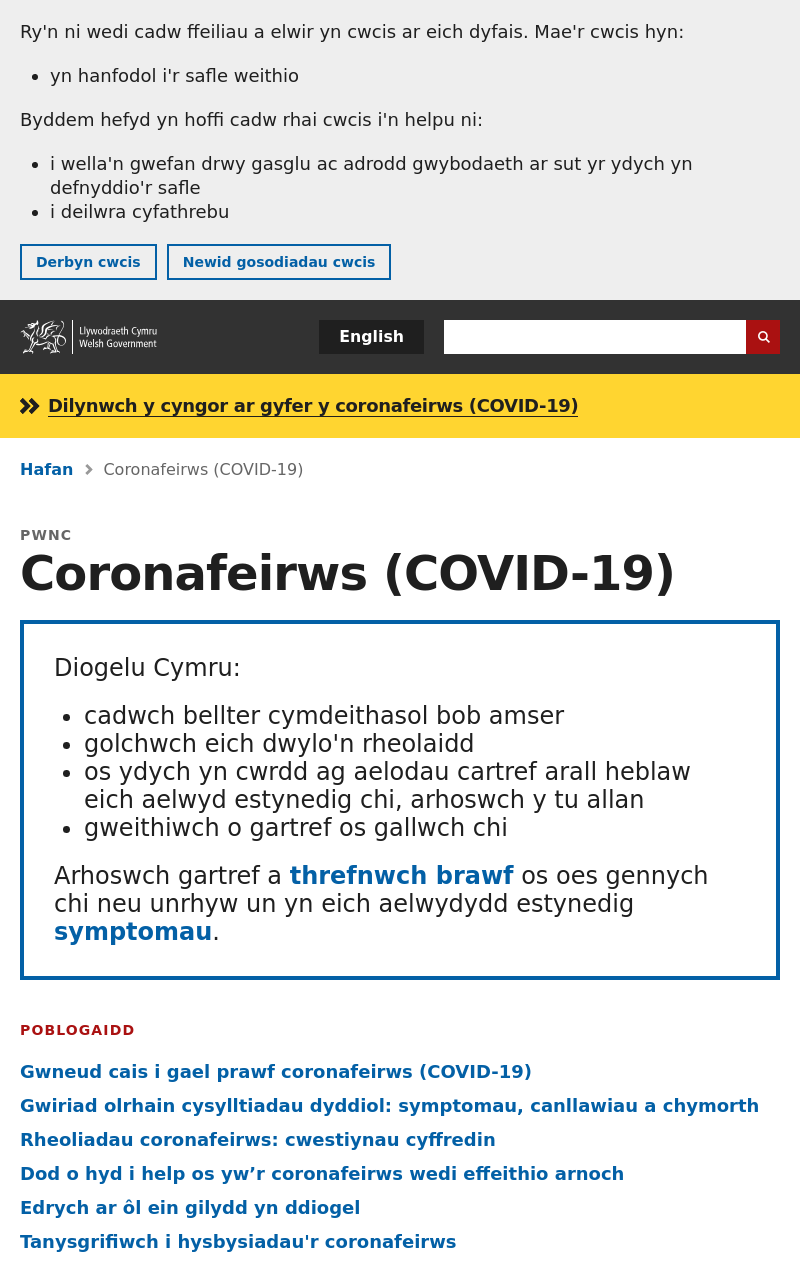 Ry'n ni wedi cadw ffeiliau a elwir yn cwcis ar eich dyfais. Mae'r cwcis hyn:
yn hanfodol i'r safle weithio
Byddem hefyd yn hoffi cadw rhai cwcis i'n helpu ni:
i wella'n gwefan drwy gasglu ac adrodd gwybodaeth ar sut yr ydych yn
defnyddio'r safle
i deilwra cyfathrebu
Derbyn cwcis
Newid gosodiadau cwcis
Llywodraeth Cymru
Welsh Government
English
Dilynwch y cyngor ar gyfer y coronafeirws (COVID-19)
Hafan
Coronafeirws (COVID-19)
PWNC
Coronafeirws (COVID-19)
Diogelu Cymru:
cadwch bellter cymdeithasol bob amser
golchwch eich dwylo'n rheolaidd
os ydych yn cwrdd ag aelodau cartref arall heblaw
eich aelwyd estynedig chi, arhoswch y tu allan
gweithiwch o gartref os gallwch chi
Arhoswch gartref a threfnwch brawf os oes gennych
chi neu unrhyw un yn eich aelwydydd estynedig
symptomau.
POBLOGAIDD
Gwneud cais i gael prawf coronafeirws (COVID-19)
Gwiriad olrhain cysylltiadau dyddiol: symptomau, canllawiau a chymorth
Rheoliadau coronafeirws: cwestiynau cyffredin
Dod o hyd i help os yw’r coronafeirws wedi effeithio arnoch
Edrych ar ôl ein gilydd yn ddiogel
Tanysgrifiwch i hysbysiadau'r coronafeirws